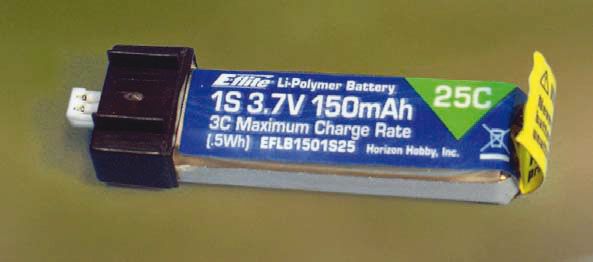 E-flite Li-Polymer Battery
1S 3.7V 150mAh
25C
3C Maximum Charge Rate
(.5Wh) EFLB1501S25 Horizon Hobby, Inc.